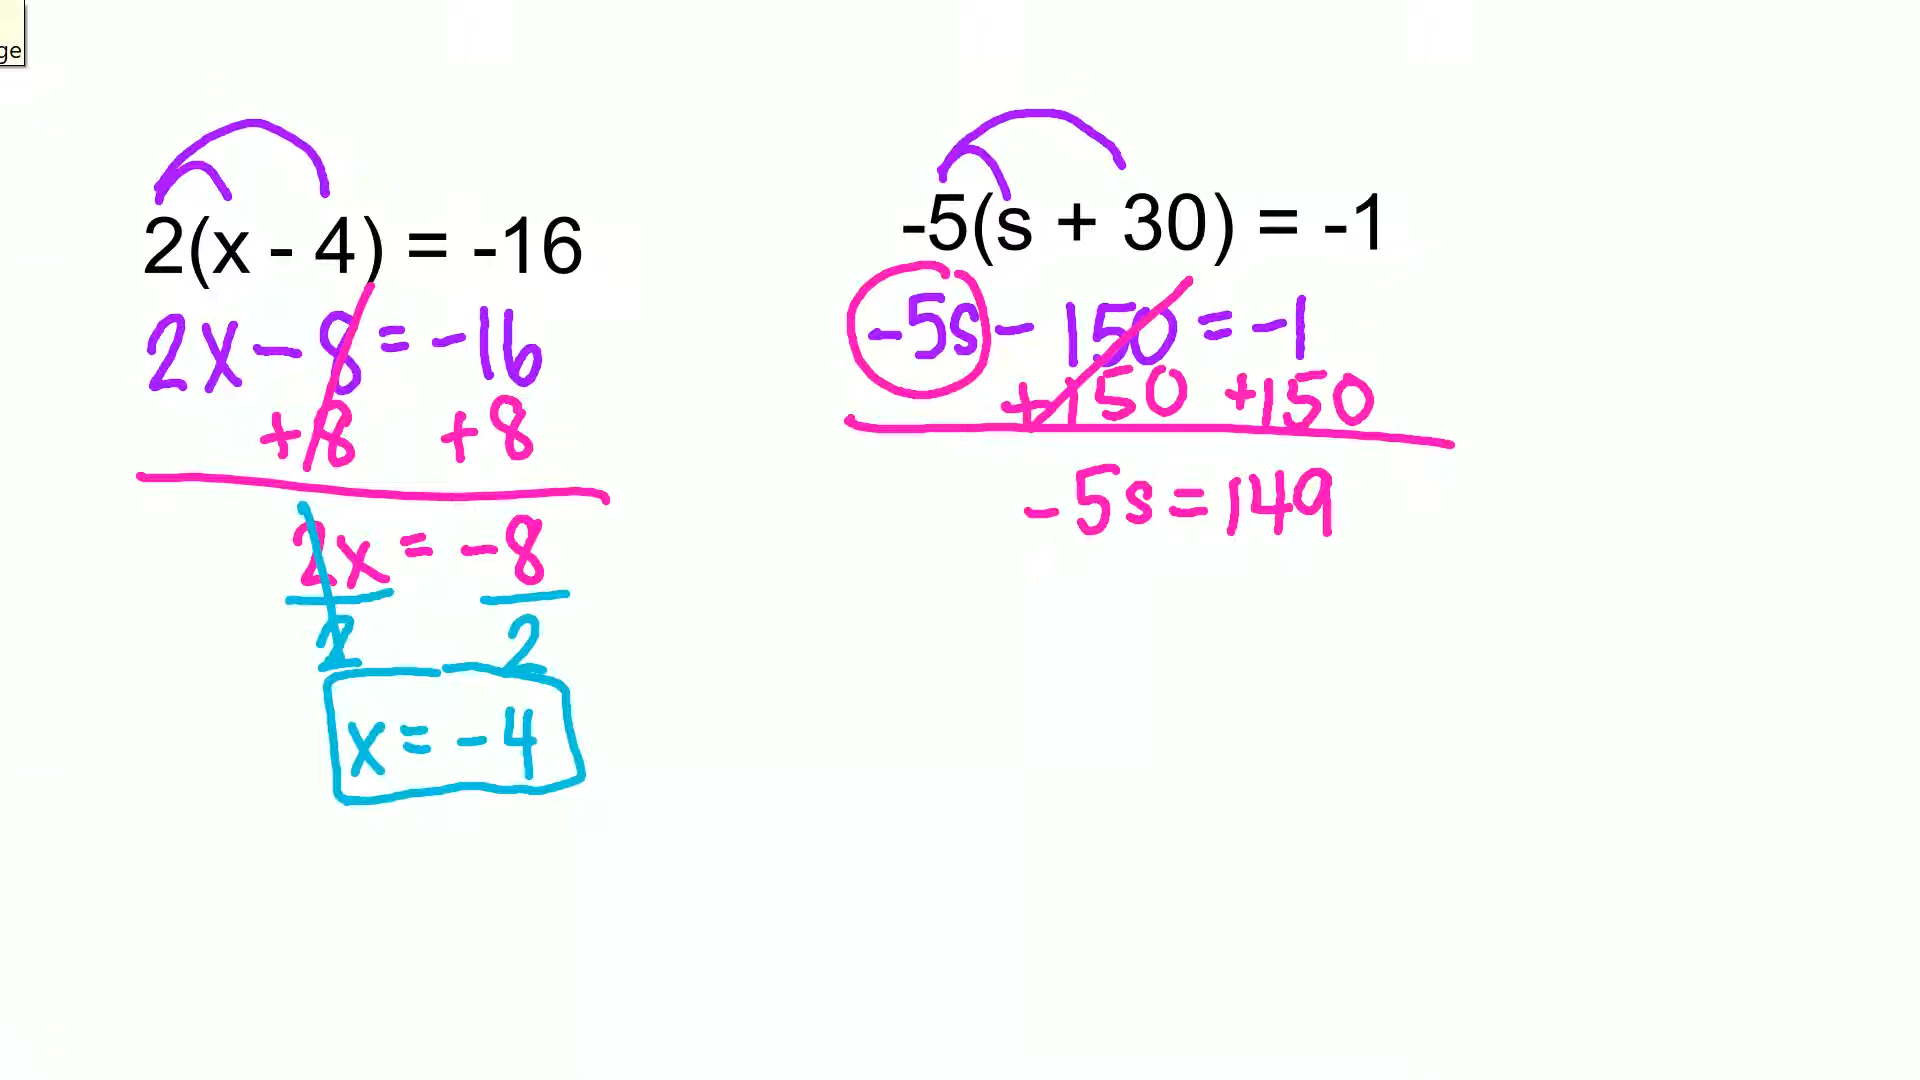 ge
2(x - 4) = -16
2x - 8 = -16
+8 +8
2x = -8
2 2
x = -4
-5(s + 30) = -1
-5s - 150 = -1
+150 +150
-5s = 149